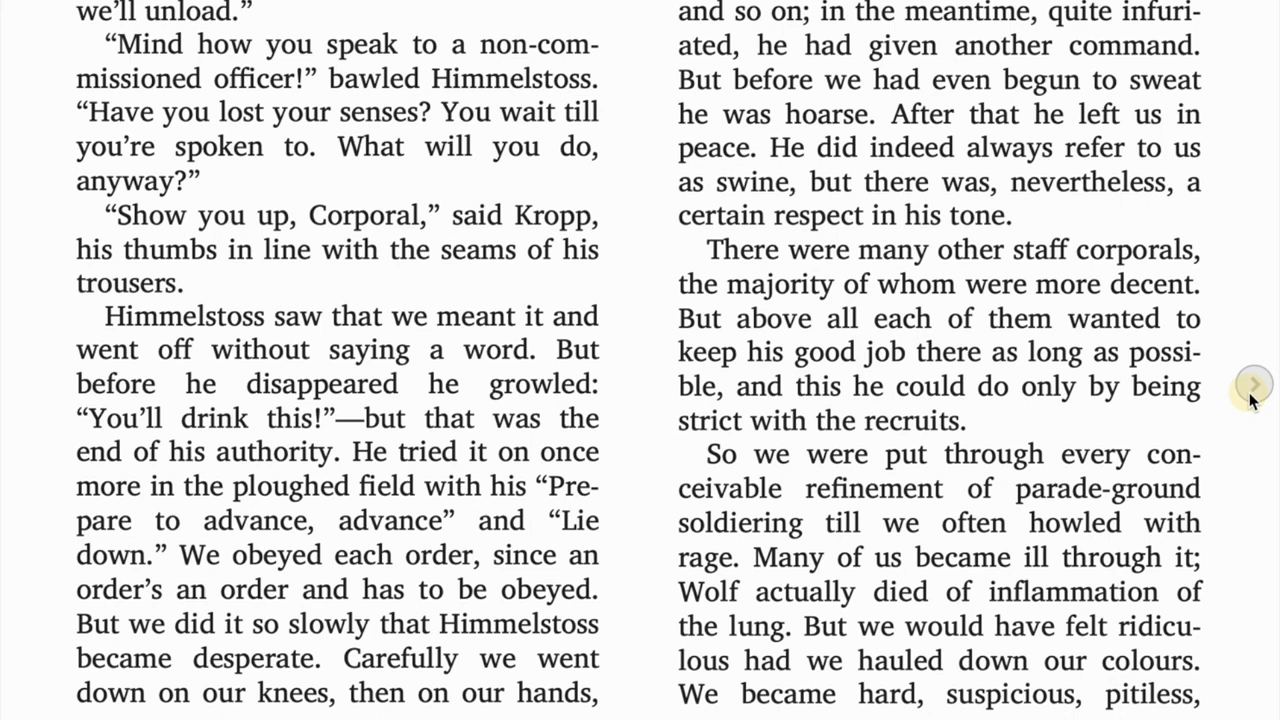 we’ll unload.”
“Mind how you speak to a non-com-
missioned officer!” bawled Himmelstoss.
“Have you lost your senses? You wait till
you’re spoken to. What will you do,
anyway?”
“Show you up, Corporal,” said Kropp,
his thumbs in line with the seams of his
trousers.
Himmelstoss saw that we meant it and
went off without saying a word. But
before he disappeared he growled:
“You’ll drink this!”—but that was the
end of his authority. He tried it on once
more in the ploughed field with his “Pre-
pare to advance, advance” and “Lie
down.” We obeyed each order, since an
order’s an order and has to be obeyed.
But we did it so slowly that Himmelstoss
became desperate. Carefully we went
down on our knees, then on our hands,
and so on; in the meantime, quite infuri-
ated, he had given another command.
But before we had even begun to sweat
he was hoarse. After that he left us in
peace. He did indeed always refer to us
as swine, but there was, nevertheless, a
certain respect in his tone.
There were many other staff corporals,
the majority of whom were more decent.
But above all each of them wanted to
keep his good job there as long as possi-
ble, and this he could do only by being
strict with the recruits.
So we were put through every con-
ceivable refinement of parade-ground
soldiering till we often howled with
rage. Many of us became ill through it;
Wolf actually died of inflammation of
the lung. But we would have felt ridicu-
lous had we hauled down our colours.
We became hard, suspicious, pitiless,